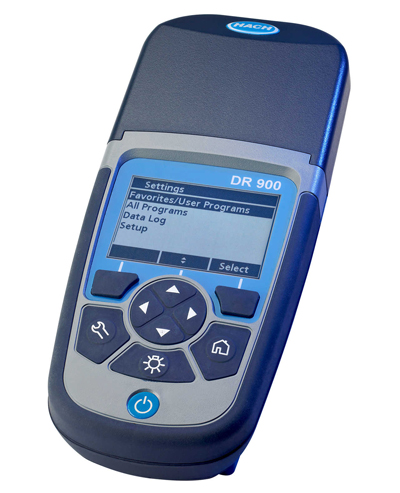 HACH
DR 900
Settings
Favorites/User Programs
All Programs
Data Log
Setup
Select